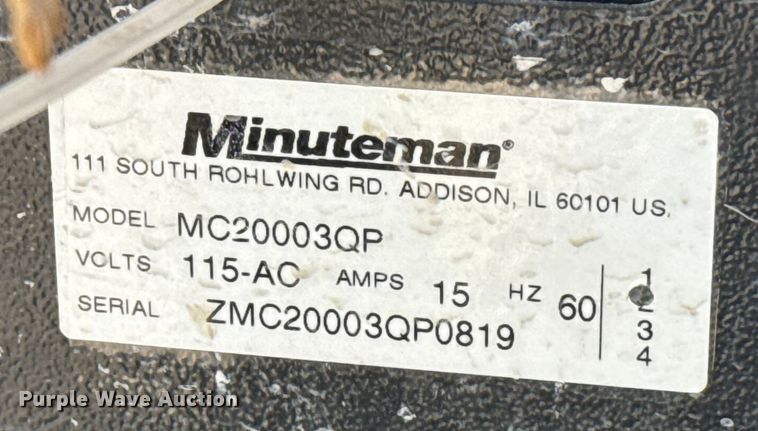 Minuteman®
111 SOUTH ROHLWING RD. ADDISON, IL 60101 US.
MODEL MC20003QP
VOLTS 115-AC AMPS 15 HZ 60
SERIAL ZMC20003QP0819
1
2
3
4
Purple Wave Auction